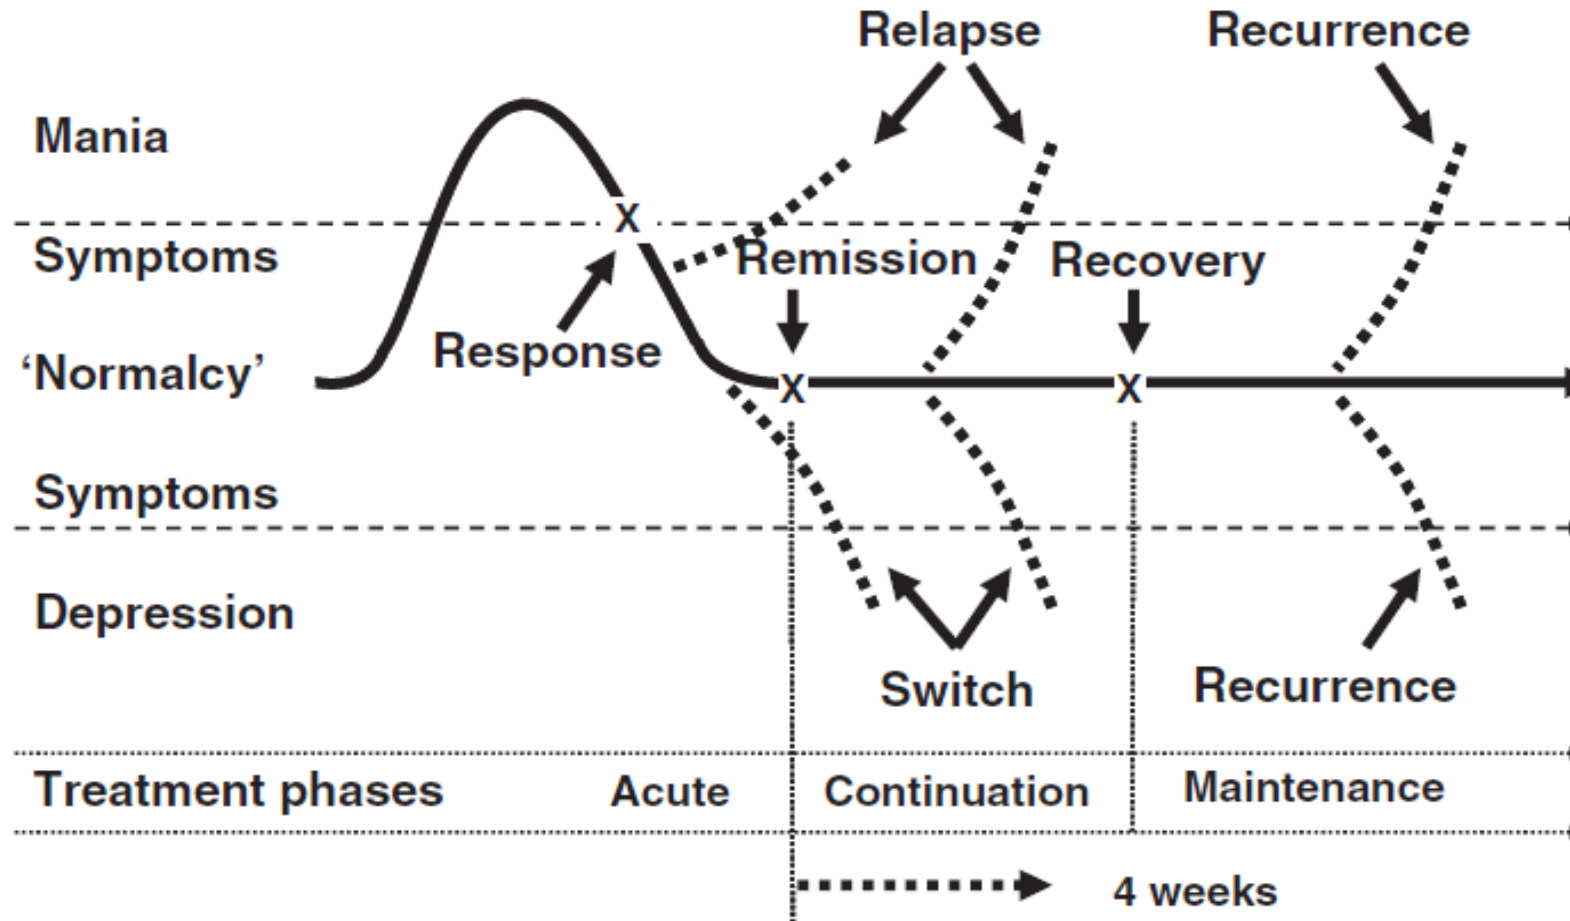 Relapse
Recurrence
Mania
X
Symptoms
Remission
Recovery
Response
'Normalcy'
X
X
Symptoms
Depression
Switch
Recurrence
Treatment phases
Acute
Continuation
Maintenance
4 weeks